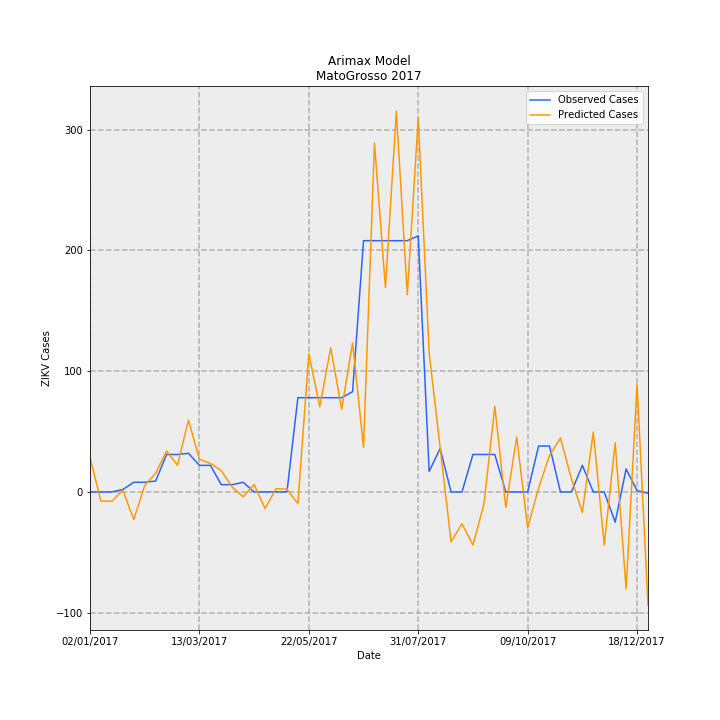 Arimax Model
MatoGrosso 2017
Observed Cases
Predicted Cases
300
200
100
0
−100
ZIKV Cases
02/01/2017 13/03/2017 22/05/2017 31/07/2017 09/10/2017 18/12/2017
Date